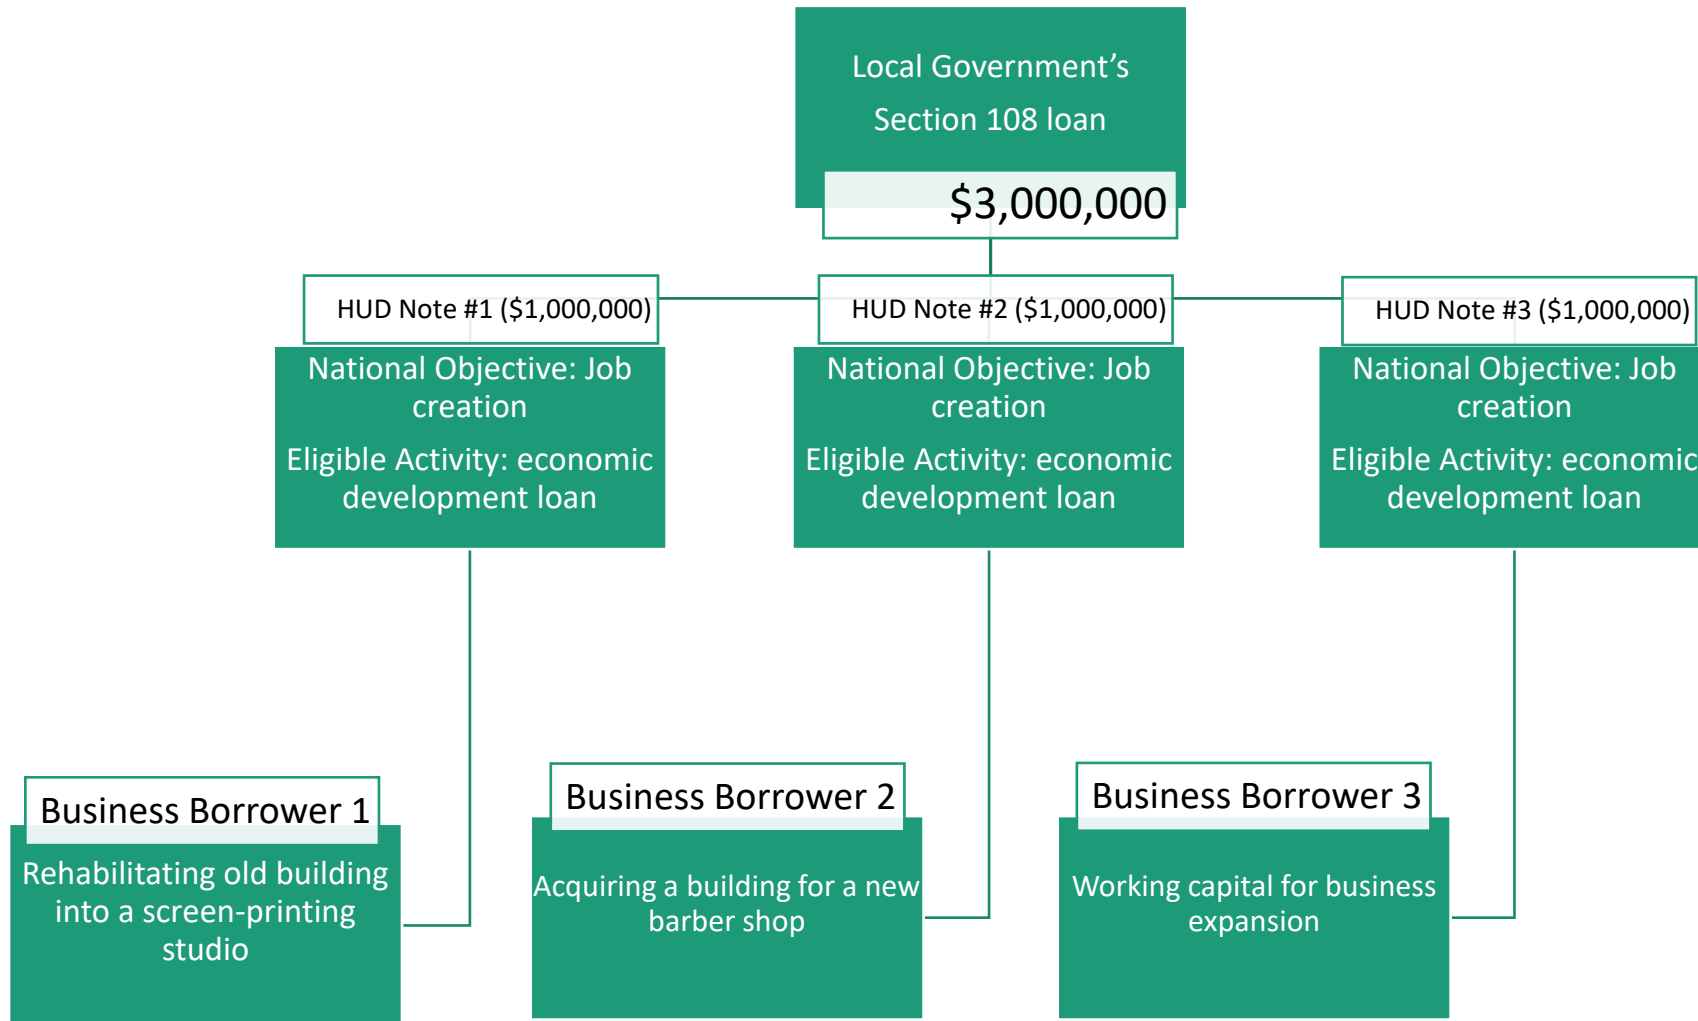 Local Government’s
Section 108 loan
$3,000,000
HUD Note #1 ($1,000,000)
National Objective: Job
creation
Eligible Activity: economic
development loan
HUD Note #2 ($1,000,000)
National Objective: Job
creation
Eligible Activity: economic
development loan
HUD Note #3 ($1,000,000)
National Objective: Job
creation
Eligible Activity: economic
development loan
Business Borrower 1
Rehabilitating old building
into a screen-printing
studio
Business Borrower 2
Acquiring a building for a new
barber shop
Business Borrower 3
Working capital for business
expansion